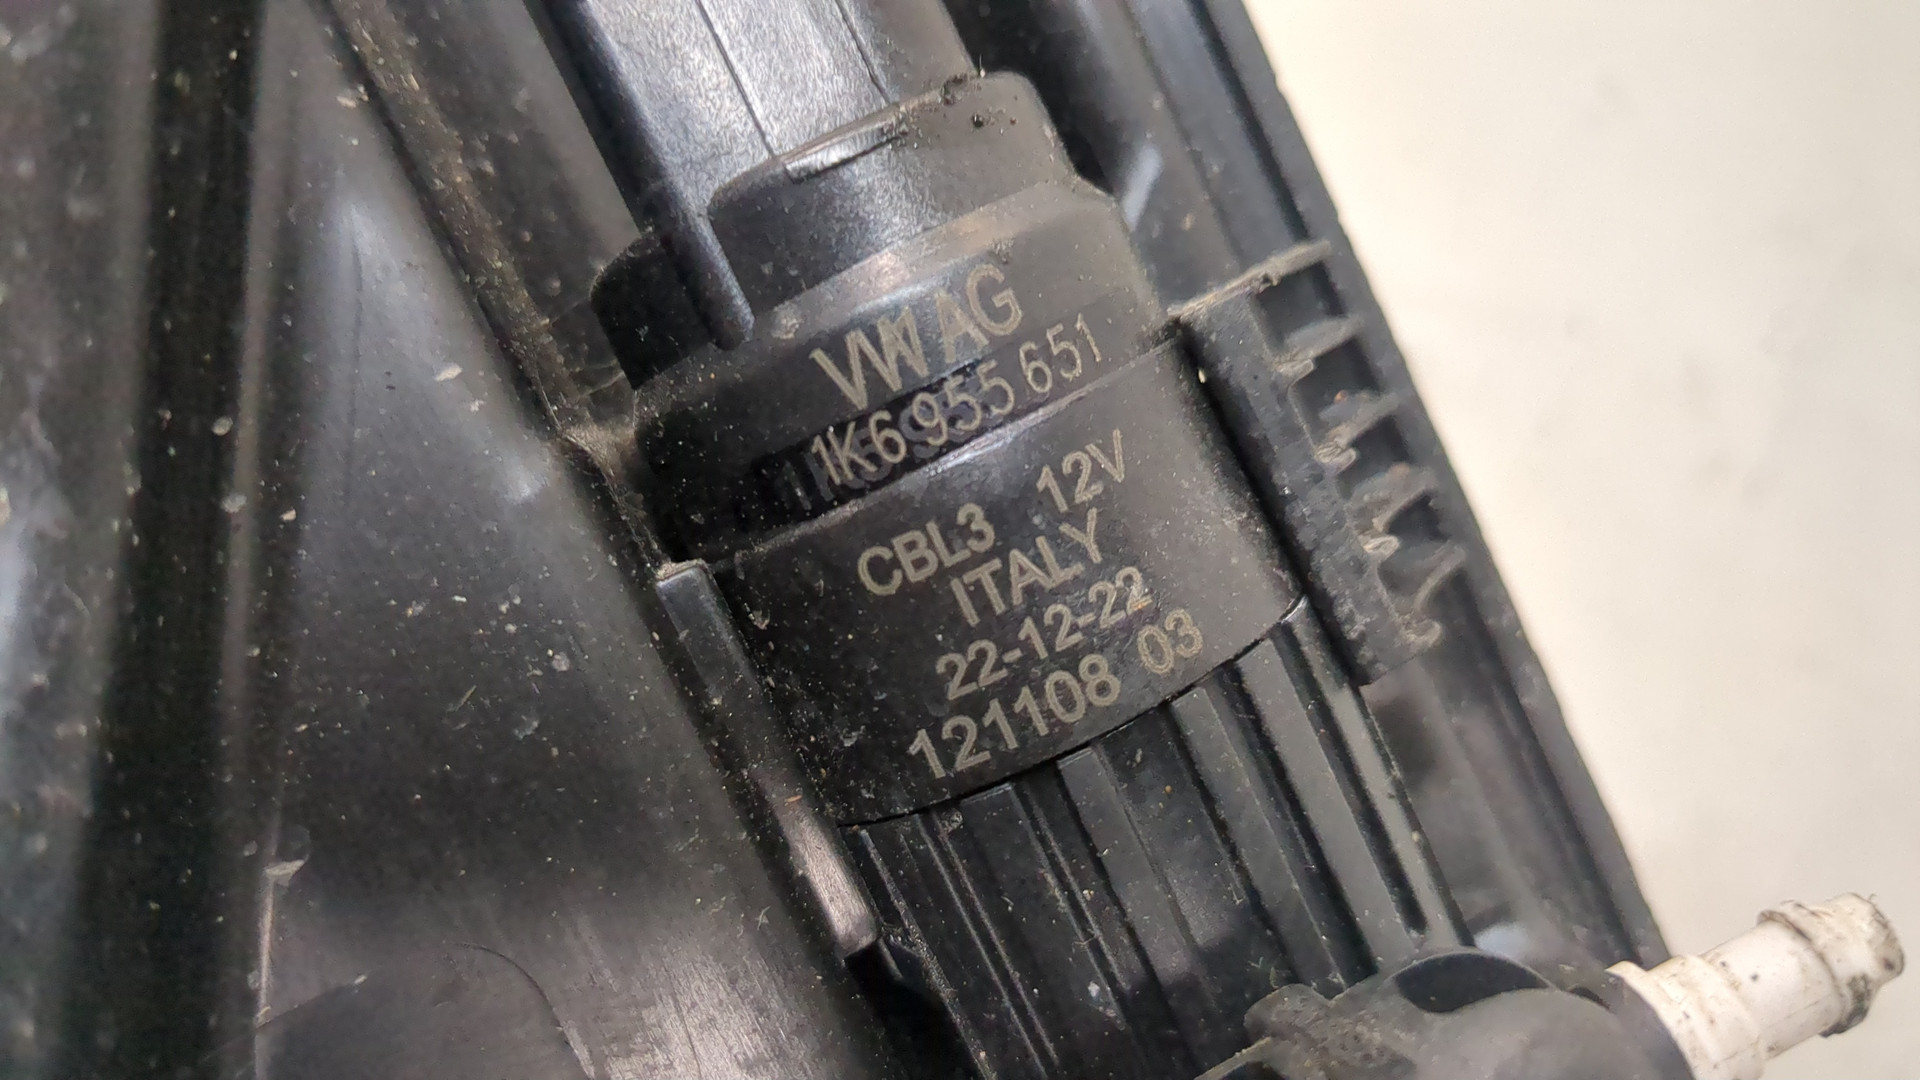 VW AG
1K6 955 651
CBL3 12V
ITALY
22-12-22
121108 03